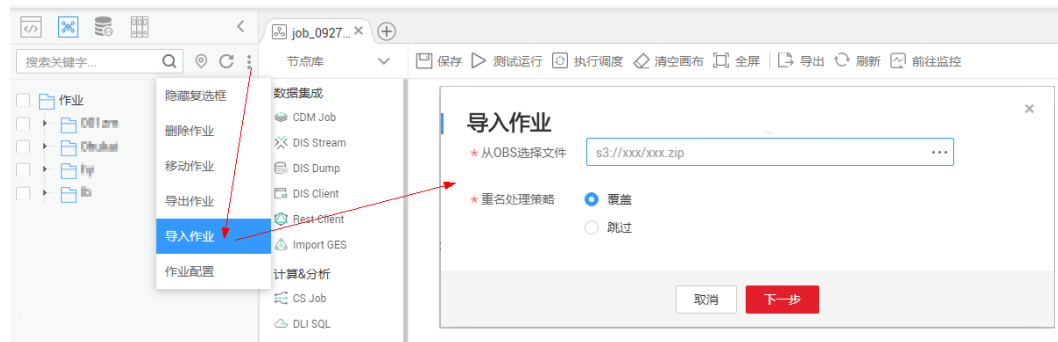 job_0927...
搜索关键字...
节点库
保存
测试运行
执行调度
清空画布
全屏
导出
刷新
前往监控
作业
隐藏复选框
删除作业
移动作业
导出作业
导入作业
作业配置
数据集成
CDM Job
DIS Stream
DIS Dump
DIS Client
Rest Client
Import GES
计算&分析
CS Job
DLI SQL
导入作业
* 从OBS选择文件
s3://xxx/xxx.zip
* 重名处理策略
覆盖
跳过
取消
下一步